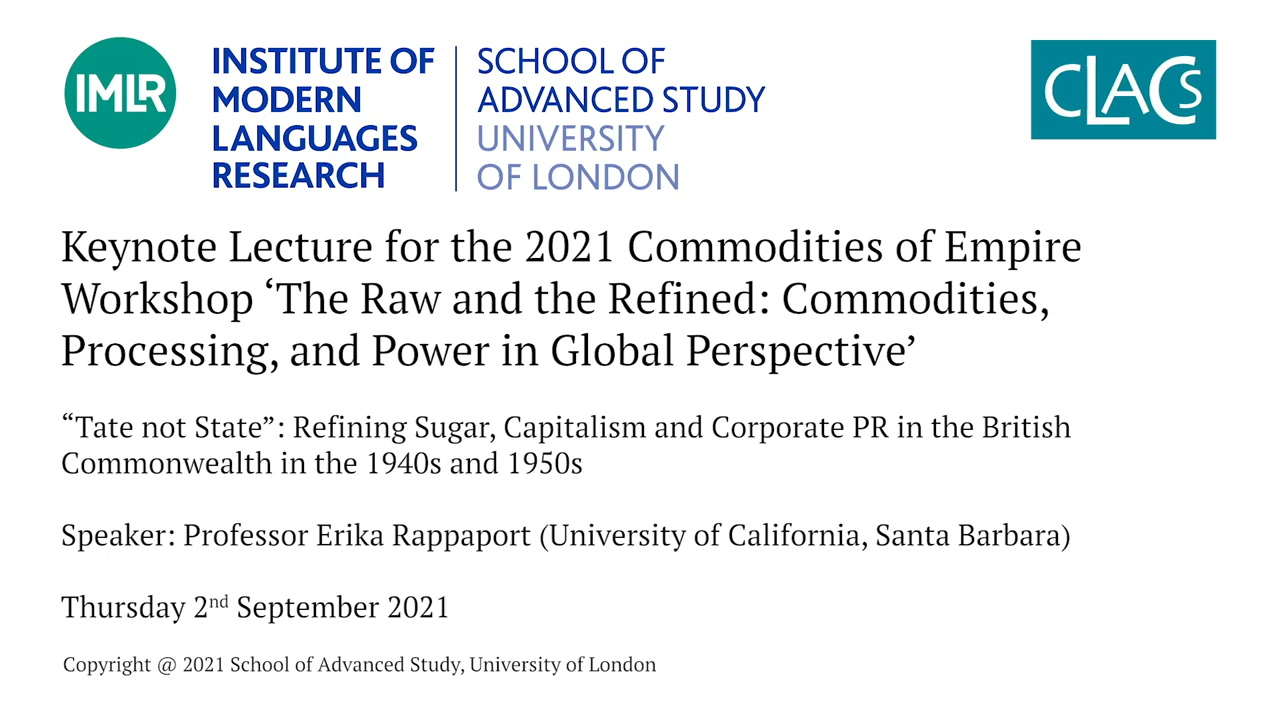 IMLR
INSTITUTE OF
MODERN
LANGUAGES
RESEARCH
SCHOOL OF
ADVANCED STUDY
UNIVERSITY
OF LONDON
CLACS
Keynote Lecture for the 2021 Commodities of Empire
Workshop ‘The Raw and the Refined: Commodities,
Processing, and Power in Global Perspective’
“Tate not State”: Refining Sugar, Capitalism and Corporate PR in the British
Commonwealth in the 1940s and 1950s
Speaker: Professor Erika Rappaport (University of California, Santa Barbara)
Thursday 2nd September 2021
Copyright @ 2021 School of Advanced Study, University of London